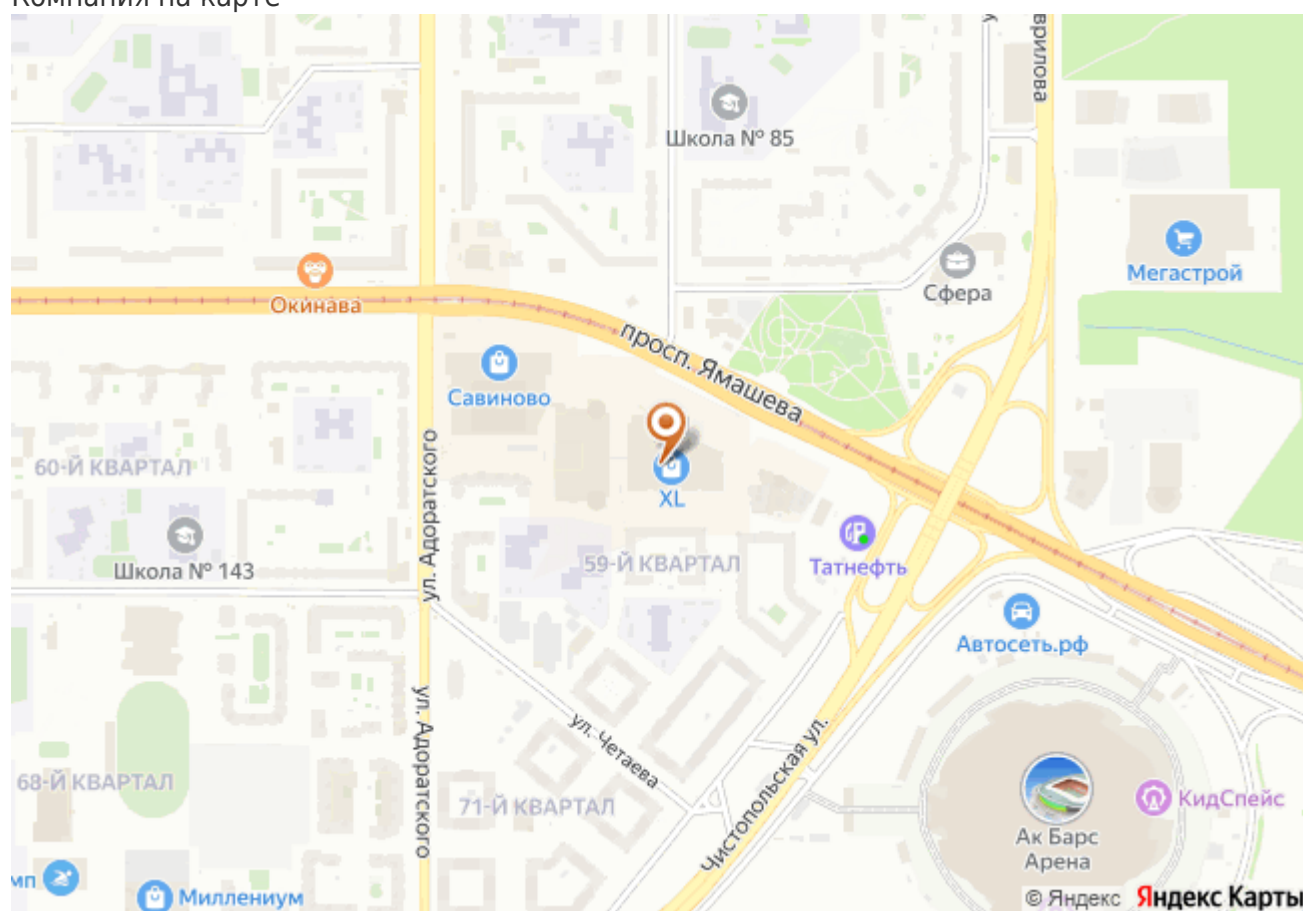 Компания на карте
врилова
Школа № 85
Мегастрой
Сфера
Окинава
просп. Ямашева
Савиново
60-Й КВАРТАЛ
ул. Адоратского
XL
Школа № 143
59-Й КВАРТАЛ
Татнефть
Автосеть.рф
ул. Адоратского
ул. Четаева
Чистопольская ул.
68-Й КВАРТАЛ
71-Й КВАРТАЛ
КидСпейс
Ак Барс
Арена
мп
Миллениум
© Яндекс Яндекс Карты